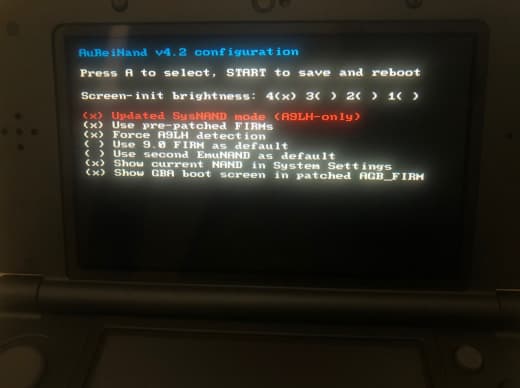 AuReiNand v4.2 configuration
Press A to select, START to save and reboot
Screen-init brightness: 4(x) 3( ) 2( ) 1( )
(x) Updated SysNAND mode (A9LH-only)
(x) Use pre-patched FIRMs
(x) Force A9LH detection
( ) Use 9.0 FIRM as default
( ) Use second EmuNAND as default
(x) Show current NAND in System Settings
(x) Show GBA boot screen in patched AGB_FIRM